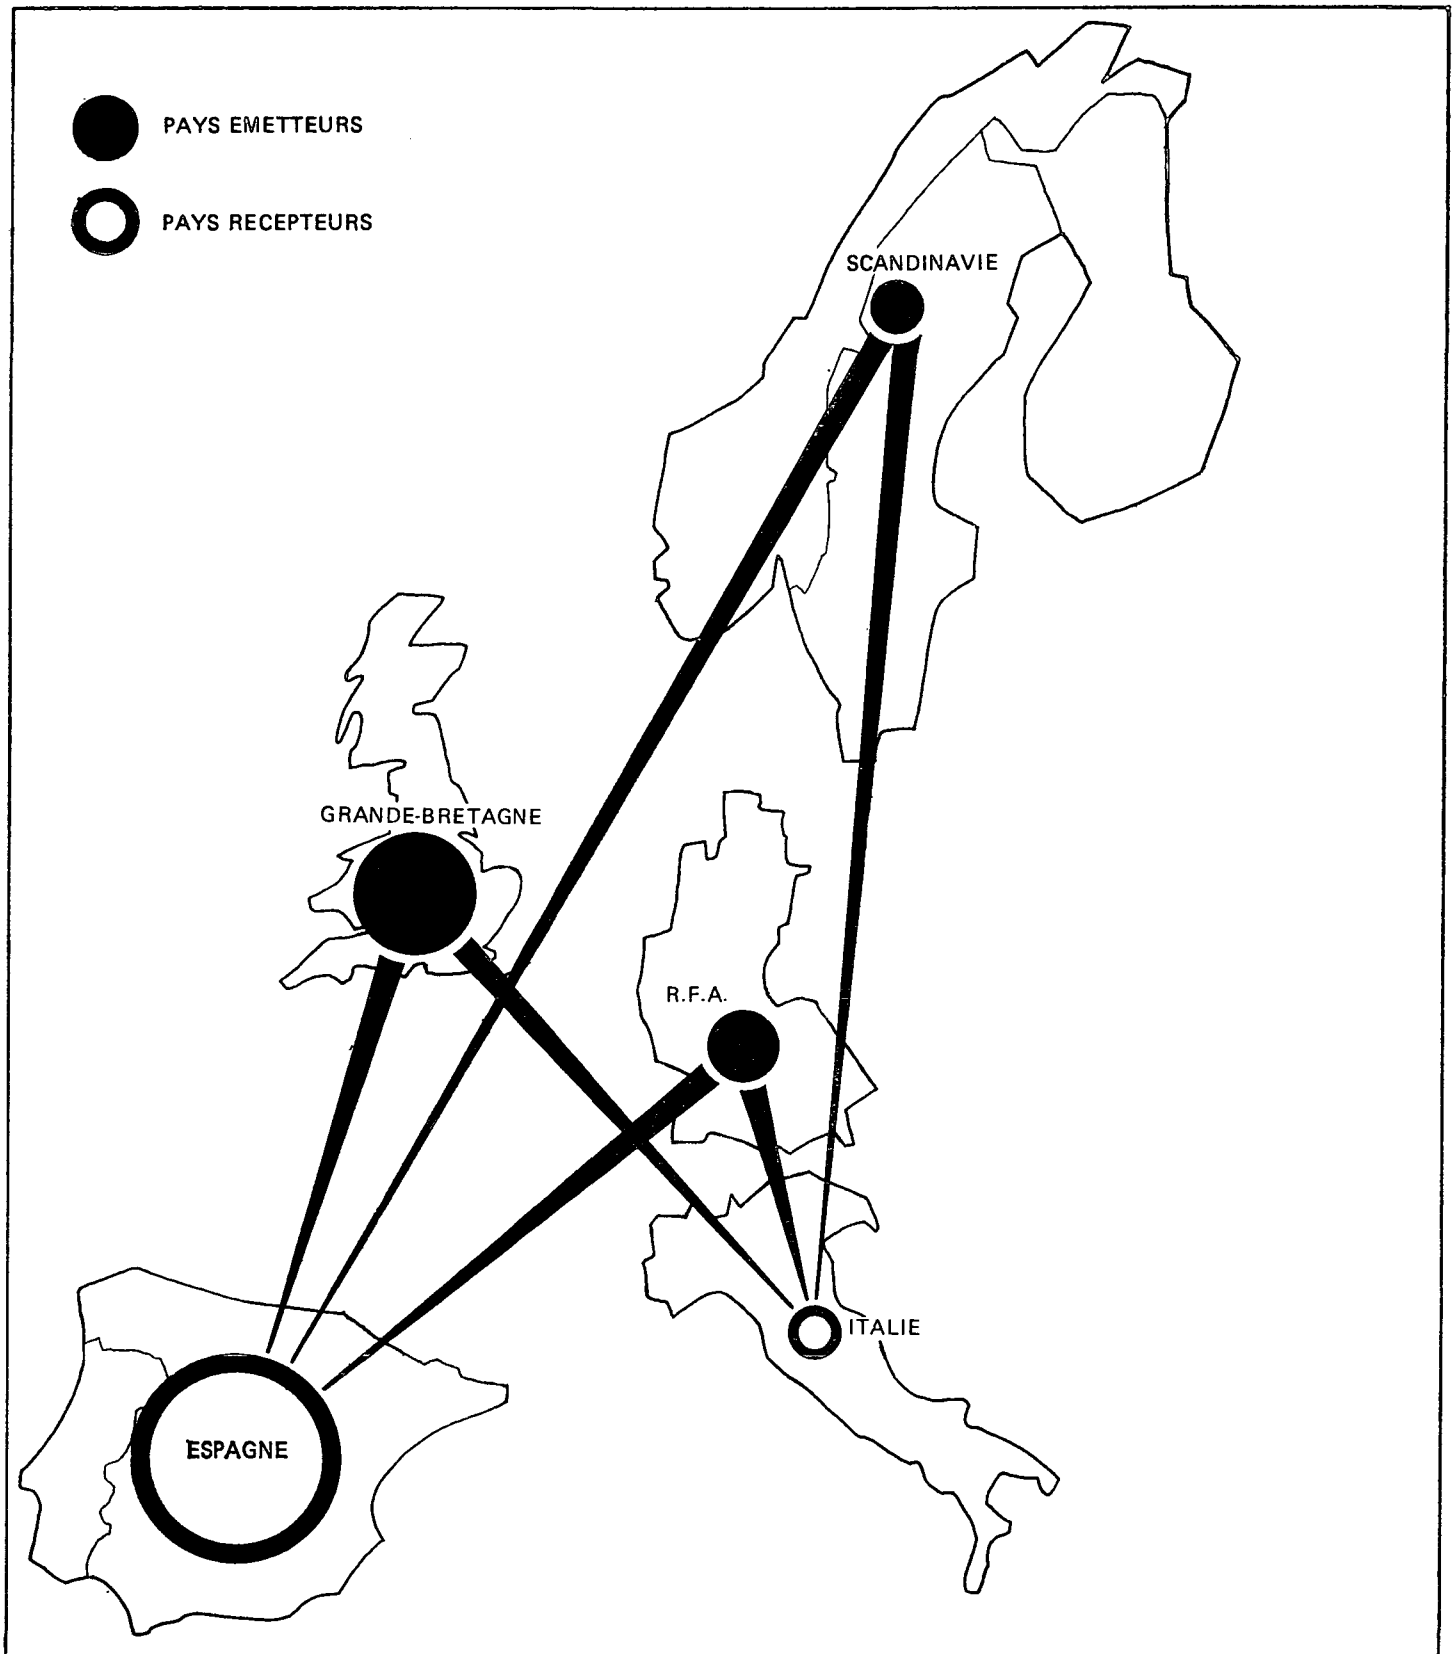 PAYS EMETTEURS
PAYS RECEPTEURS
SCANDINAVIE
GRANDE-BRETAGNE
R.F.A.
ITALIE
ESPAGNE